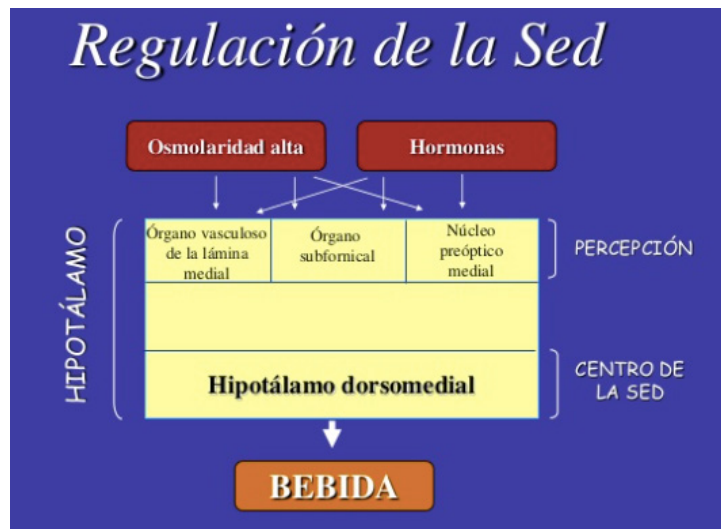 Regulación de la Sed
Osmolaridad alta
Hormonas
HIPOTÁLAMO
Órgano vasculoso
de la lámina
medial
Órgano
subfornical
Núcleo
preóptico
medial
PERCEPCIÓN
Hipotálamo dorsomedial
CENTRO DE
LA SED
BEBIDA